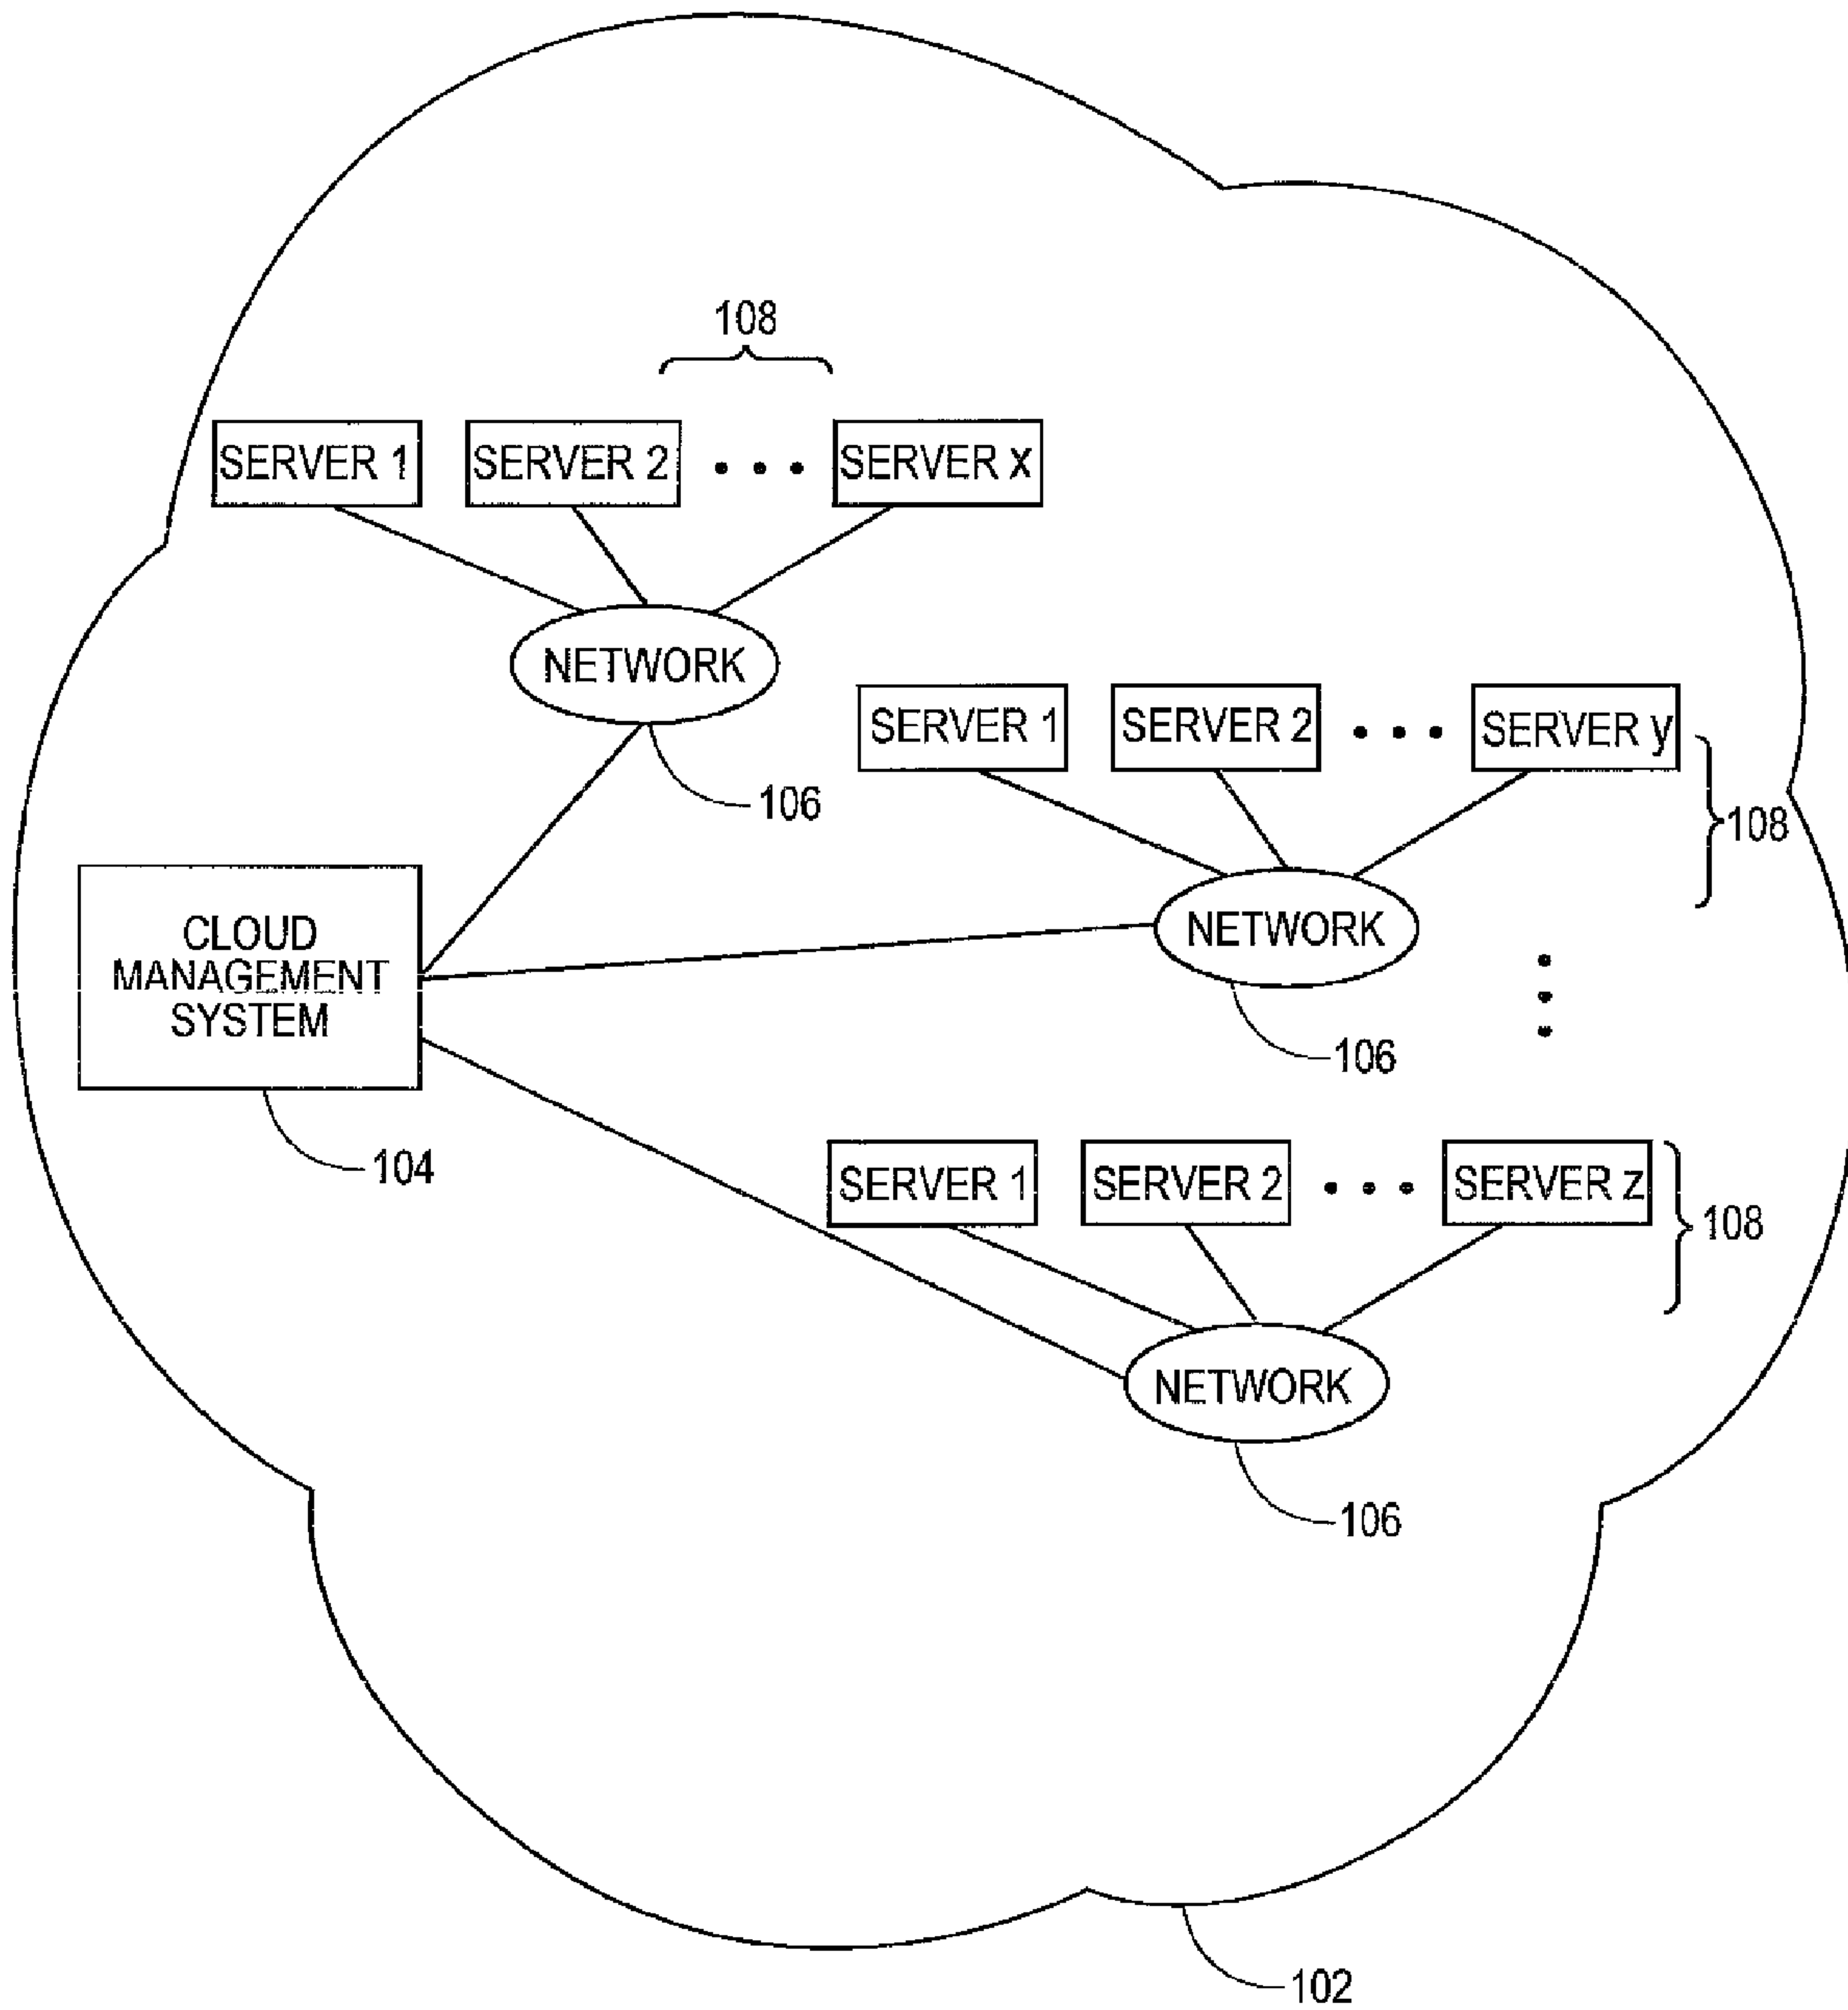 108
SERVER 1
SERVER 2
• • •
SERVER X
NETWORK
106
SERVER 1
SERVER 2
• • •
SERVER y
108
CLOUD
MANAGEMENT
SYSTEM
104
NETWORK
106
SERVER 1
SERVER 2
• • •
SERVER z
108
NETWORK
106
102